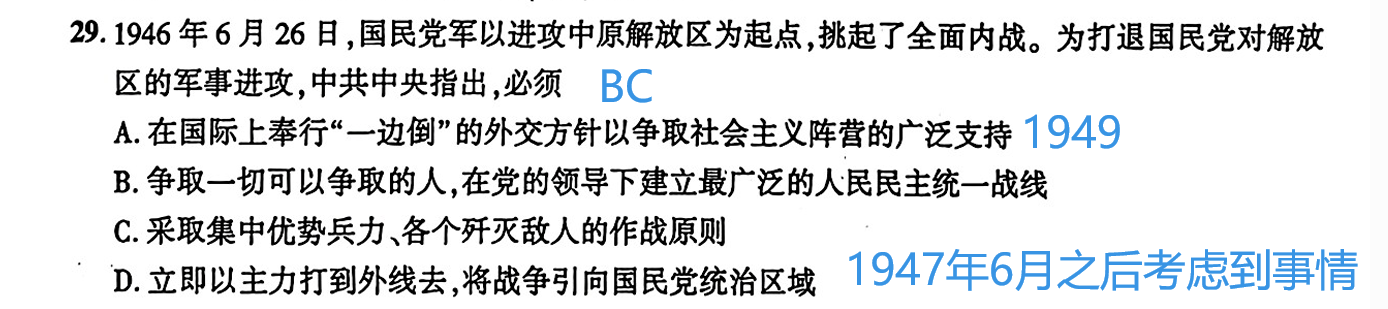 29. 1946 年 6 月 26 日,国民党军以进攻中原解放区为起点,挑起了全面内战。为打退国民党对解放
区的军事进攻,中共中央指出,必须 BC
A. 在国际上奉行“一边倒”的外交方针以争取社会主义阵营的广泛支持 1949
B. 争取一切可以争取的人,在党的领导下建立最广泛的人民民主统一战线
C. 采取集中优势兵力、各个歼灭敌人的作战原则
D. 立即以主力打到外线去,将战争引向国民党统治区域 1947年6月之后考虑到事情